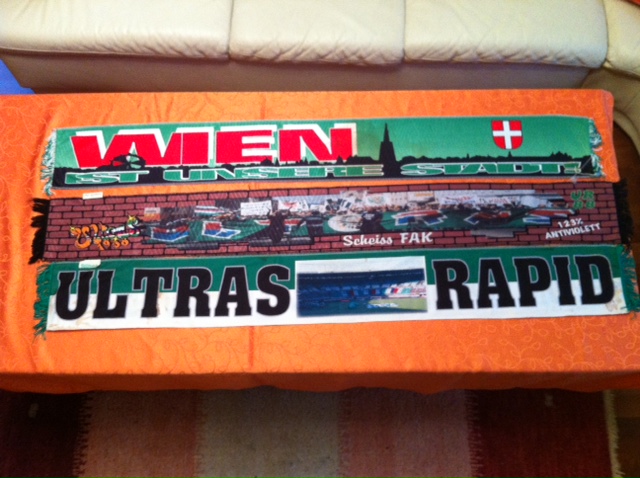 WIEN
IST UNSERE STADT!
Scheiss FAK
123%
ANTIVIOLETT
ULTRAS RAPID